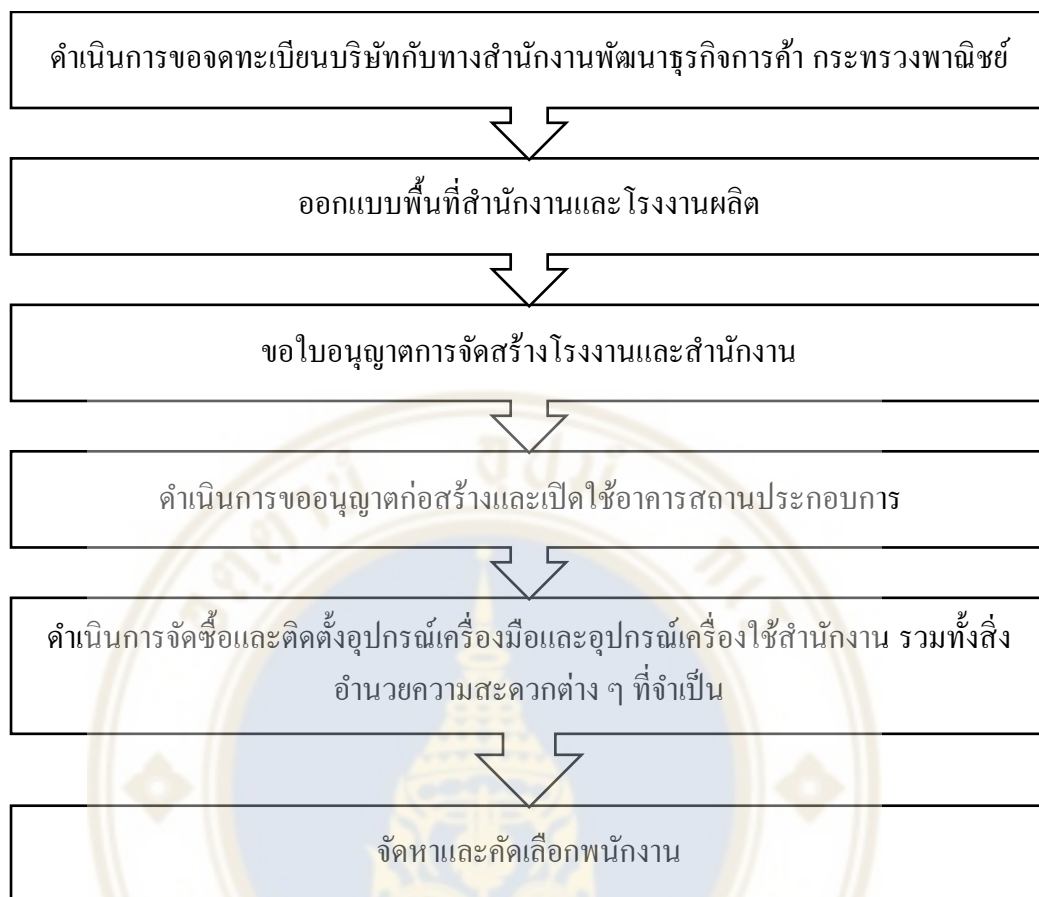 ดำเนินการขอจดทะเบียนบริษัทกับทางสำนักงานพัฒนาธุรกิจการค้า กระทรวงพาณิชย์
ออกแบบพื้นที่สำนักงานและโรงงานผลิต
ขอใบอนุญาตการจัดสร้างโรงงานและสำนักงาน
ดำเนินการขออนุญาตก่อสร้างและเปิดใช้อาคารสถานประกอบการ
ดำเนินการจัดซื้อและติดตั้งอุปกรณ์เครื่องมือและอุปกรณ์เครื่องใช้สำนักงาน รวมทั้งสิ่ง
อำนวยความสะดวกต่าง ๆ ที่จำเป็น
จัดหาและคัดเลือกพนักงาน